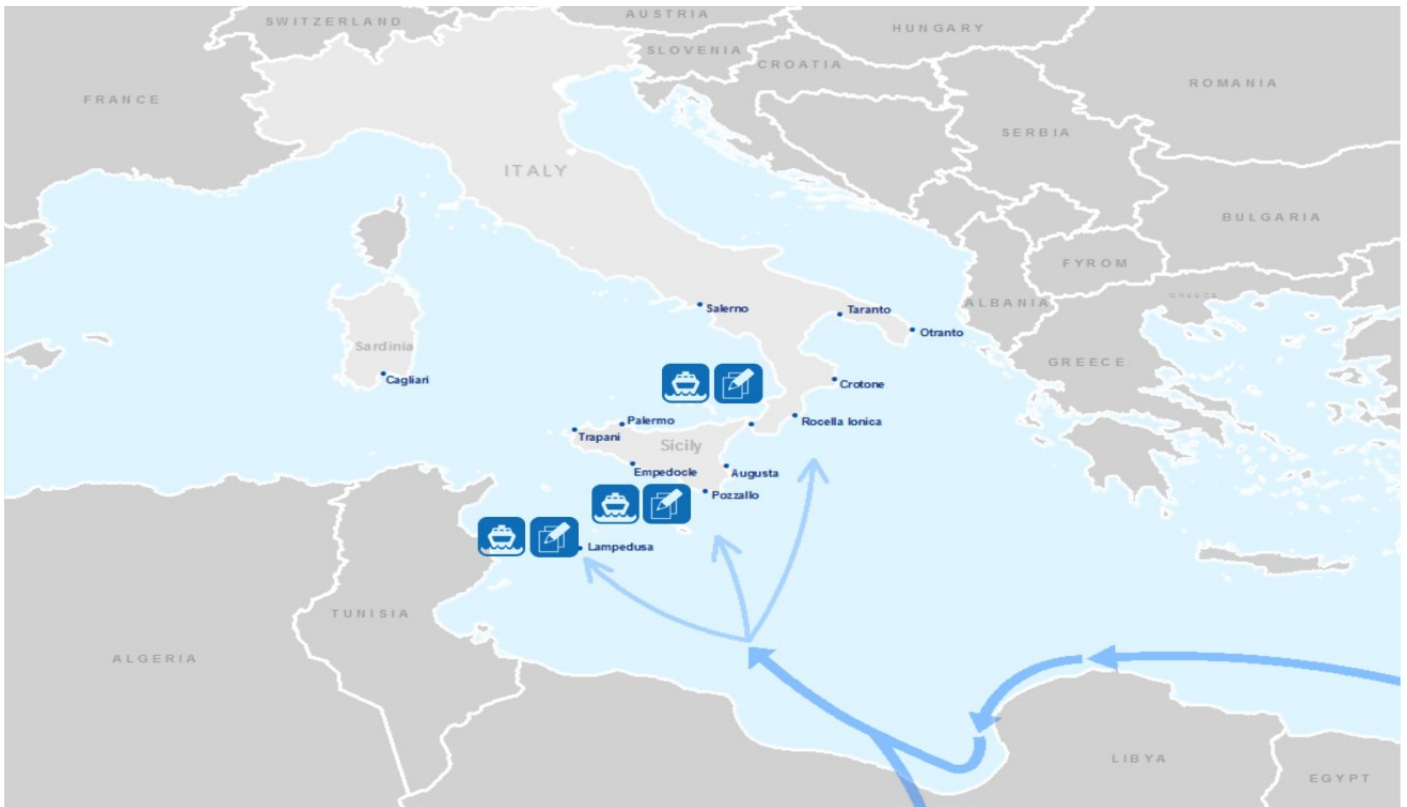 AUSTRIA
SWITZERLAND
HUNGARY
SLOVENIA
CROATIA
ROMANIA
FRANCE
SERBIA
ITALY
BULGARIA
FYROM
GREECE
ALBANIA
Salerno
Taranto
Otranto
Sardinia
GREECE
Cagliari
Crotone
Palermo
Rocella Ionica
Trapani
Sicily
Empedocle
Augusta
Pozzallo
Lampedusa
TUNISIA
ALGERIA
LIBYA
EGYPT